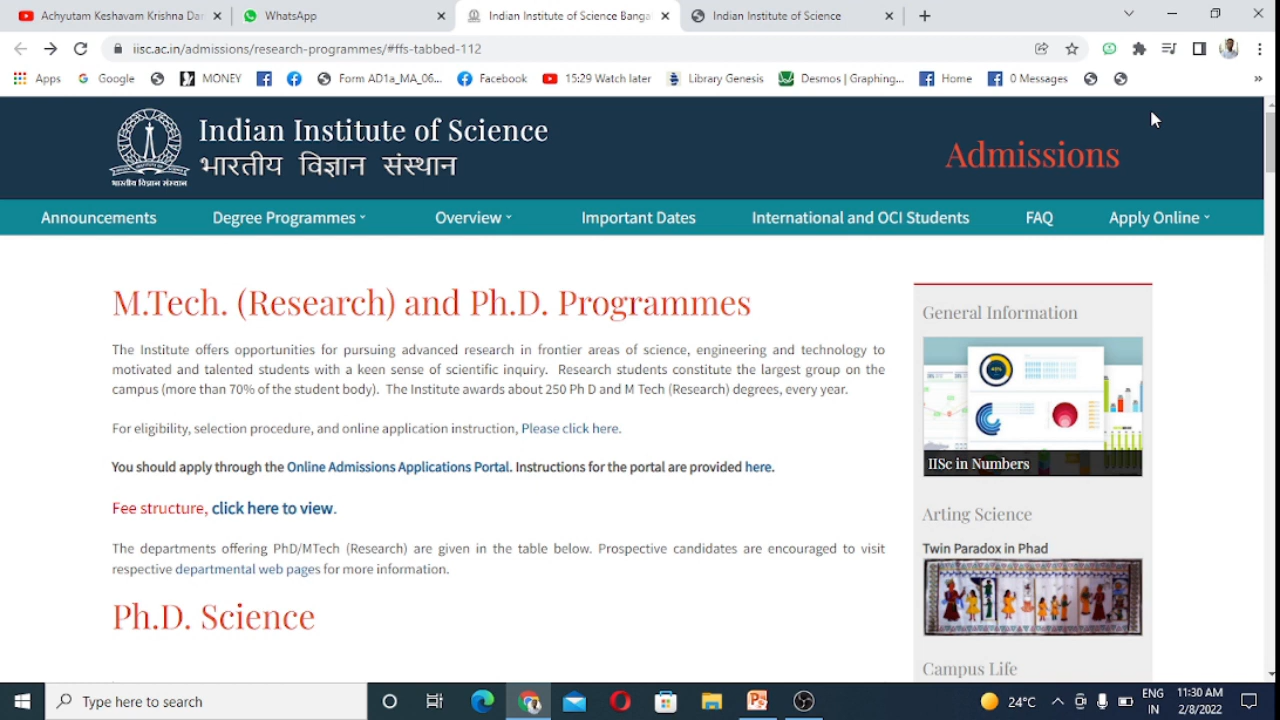 Achyutam Keshavam Krishna Dar
WhatsApp
Indian Institute of Science Banga
Indian Institute of Science
iisc.ac.in/admissions/research-programmes/#ffs-tabbed-112
Apps
Google
MONEY
Form AD1a_MA_06...
Facebook
15:29 Watch later
Library Genesis
Desmos | Graphing...
Home
0 Messages
Indian Institute of Science
भारतीय विज्ञान संस्थान
भारतीय विज्ञान संस्थान
Admissions
Announcements
Degree Programmes
Overview
Important Dates
International and OCI Students
FAQ
Apply Online
M.Tech. (Research) and Ph.D. Programmes
The Institute offers opportunities for pursuing advanced research in frontier areas of science, engineering and technology to
motivated and talented students with a keen sense of scientific inquiry. Research students constitute the largest group on the
campus (more than 70% of the student body). The Institute awards about 250 Ph D and M Tech (Research) degrees, every year.
For eligibility, selection procedure, and online application instruction, Please click here.
You should apply through the Online Admissions Applications Portal. Instructions for the portal are provided here.
Fee structure, click here to view.
The departments offering PhD/MTech (Research) are given in the table below. Prospective candidates are encouraged to visit
respective departmental web pages for more information.
Ph.D. Science
General Information
IISc in Numbers
Arting Science
Twin Paradox in Phad
Campus Life
Type here to search
24°C
ENG
IN
11:30 AM
2/8/2022